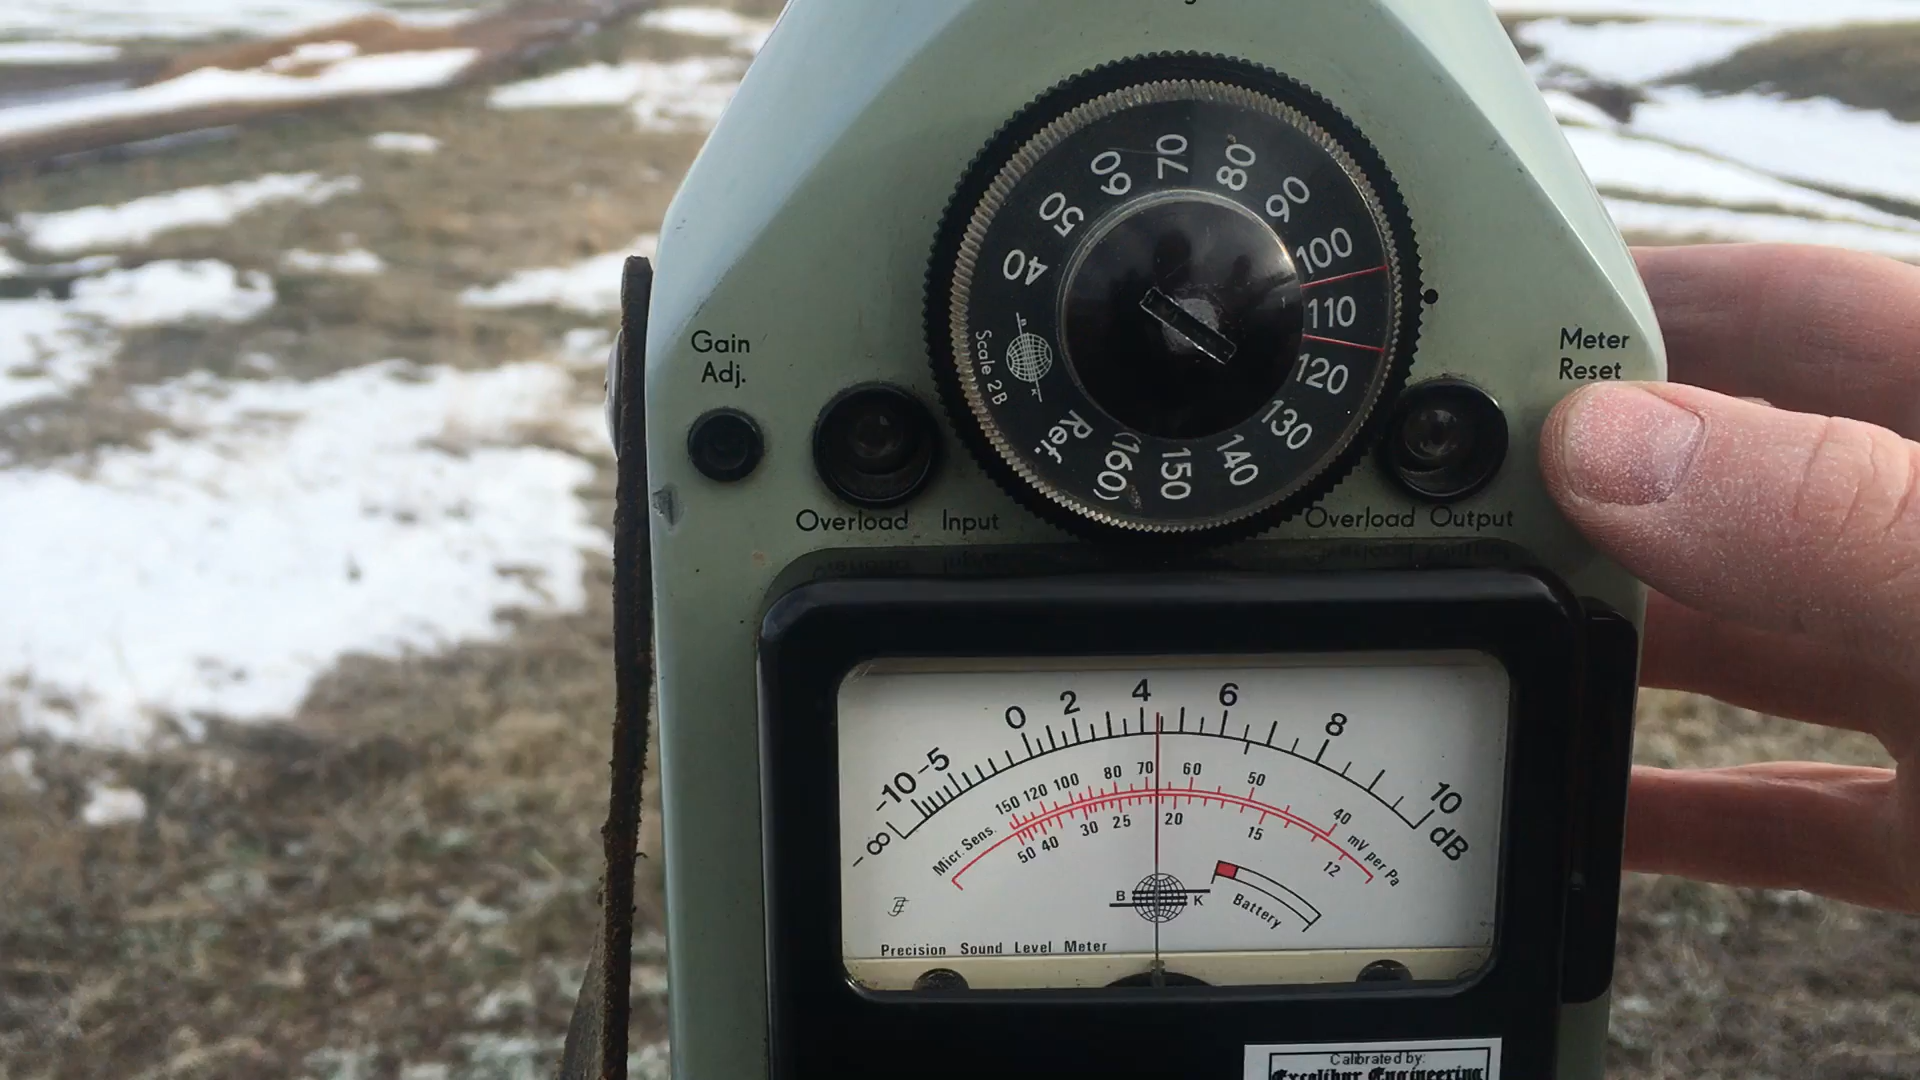 40 50 60 70 80 90 100 110 120 130 140 150 (160) Ref.
Scale 2B
B K
Gain
Adj.
Meter
Reset
Overload Input
Overload Output
-∞ -10 -5 0 2 4 6 8 10 dB
150 120 100 80 70 60 50 40
Micr. Sens.
mV per Pa
50 40 30 25 20 15 12
B K
Battery
Precision Sound Level Meter
Calibrated by:
Excalibur Engineering